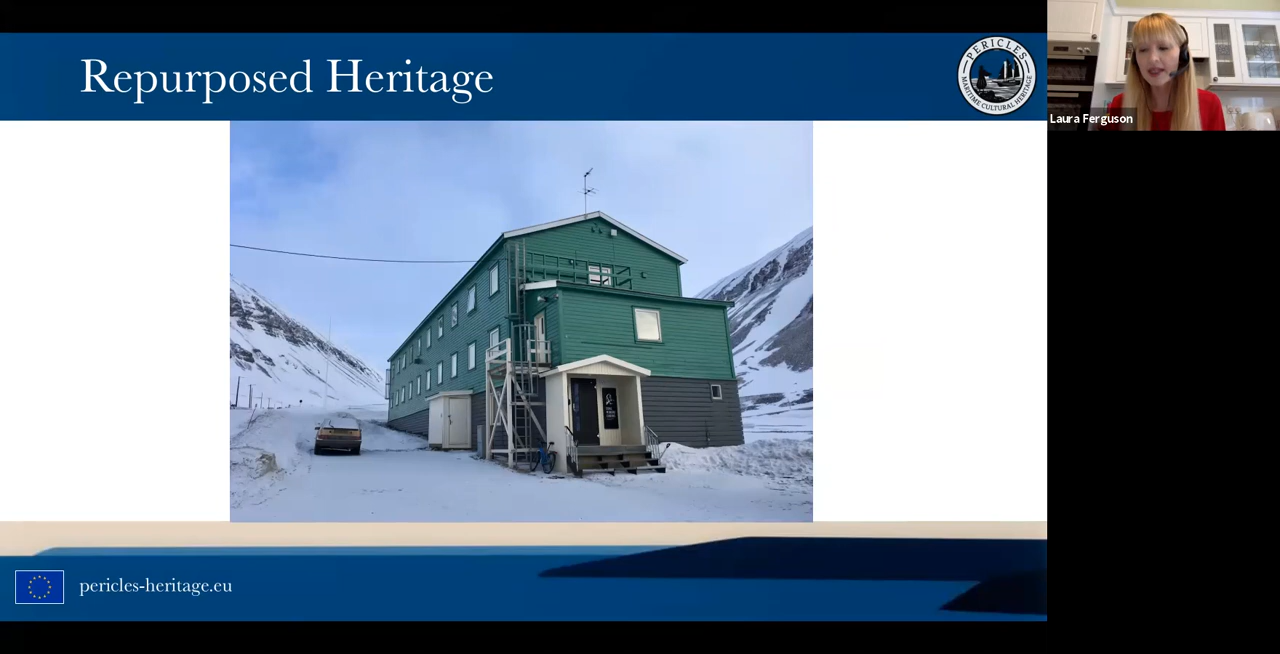 Repurposed Heritage
PERICLES
MARITIME CULTURAL HERITAGE
Laura Ferguson
pericles-heritage.eu